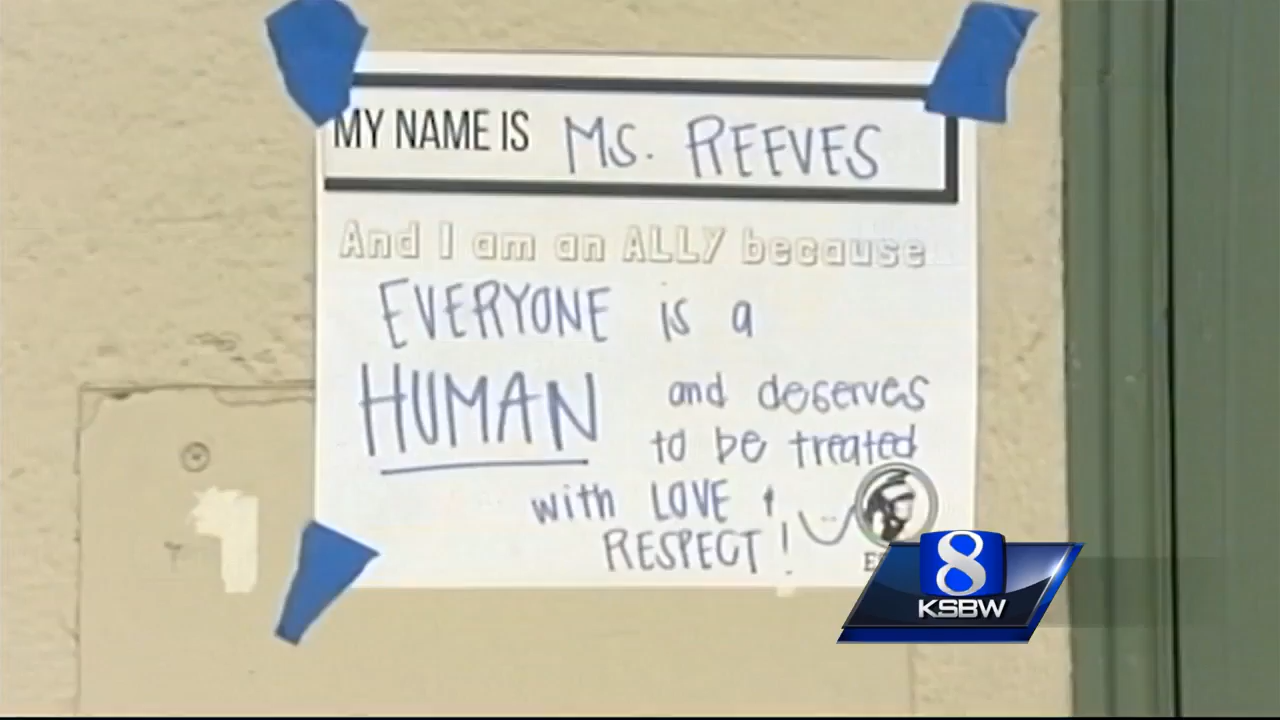 MY NAME IS Ms. REEVES
And I am an ALLY because
EVERYONE is a
HUMAN and deserves
to be treated
with LOVE +
RESPECT!
8
KSBW